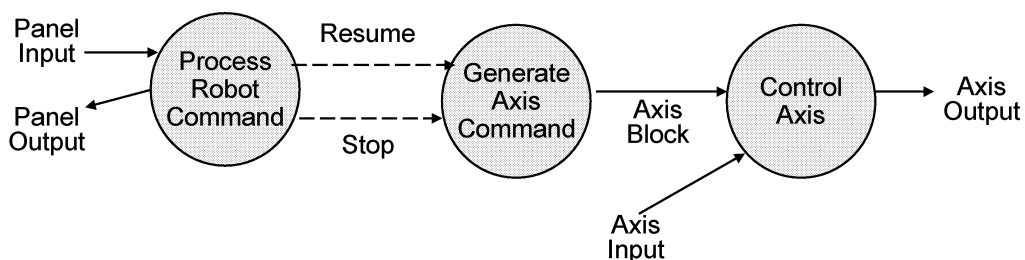 Panel
Input
Panel
Output
Process
Robot
Command
Resume
Stop
Generate
Axis
Command
Axis
Block
Axis
Input
Control
Axis
Axis
Output